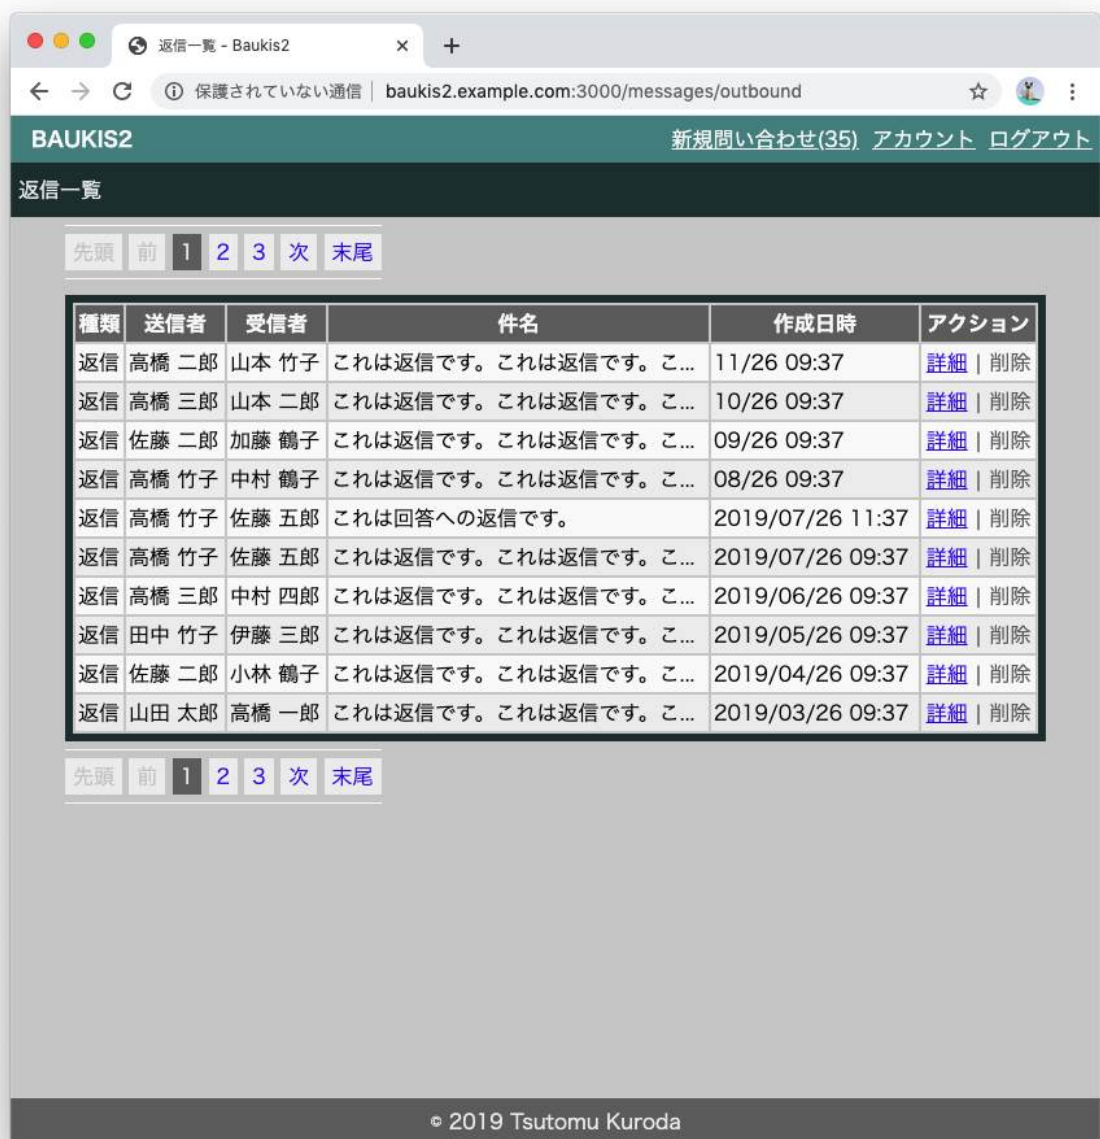 返信一覧 - Baukis2
保護されていない通信 | baukis2.example.com:3000/messages/outbound
BAUKIS2 新規問い合わせ(35) アカウント ログアウト
返信一覧
先頭 前 1 2 3 次 末尾
種類 送信者 受信者 件名 作成日時 アクション
返信 高橋 二郎 山本 竹子 これは返信です。これは返信です。こ... 11/26 09:37 詳細 | 削除
返信 高橋 三郎 山本 二郎 これは返信です。これは返信です。こ... 10/26 09:37 詳細 | 削除
返信 佐藤 二郎 加藤 鶴子 これは返信です。これは返信です。こ... 09/26 09:37 詳細 | 削除
返信 高橋 竹子 中村 鶴子 これは返信です。これは返信です。こ... 08/26 09:37 詳細 | 削除
返信 高橋 竹子 佐藤 五郎 これは回答への返信です。 2019/07/26 11:37 詳細 | 削除
返信 高橋 竹子 佐藤 五郎 これは返信です。これは返信です。こ... 2019/07/26 09:37 詳細 | 削除
返信 高橋 三郎 中村 四郎 これは返信です。これは返信です。こ... 2019/06/26 09:37 詳細 | 削除
返信 田中 竹子 伊藤 三郎 これは返信です。これは返信です。こ... 2019/05/26 09:37 詳細 | 削除
返信 佐藤 二郎 小林 鶴子 これは返信です。これは返信です。こ... 2019/04/26 09:37 詳細 | 削除
返信 山田 太郎 高橋 一郎 これは返信です。これは返信です。こ... 2019/03/26 09:37 詳細 | 削除
先頭 前 1 2 3 次 末尾
© 2019 Tsutomu Kuroda